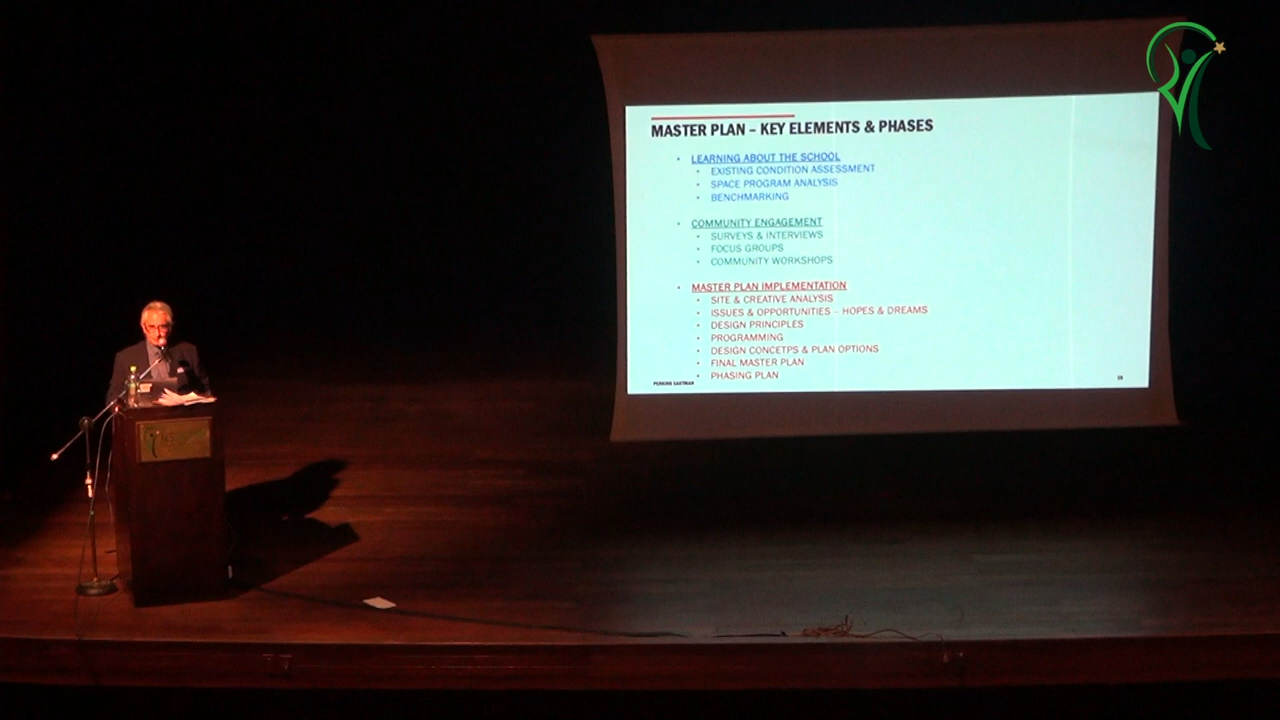 MASTER PLAN – KEY ELEMENTS & PHASES
• LEARNING ABOUT THE SCHOOL
• EXISTING CONDITION ASSESSMENT
• SPACE PROGRAM ANALYSIS
• BENCHMARKING
• COMMUNITY ENGAGEMENT
• SURVEYS & INTERVIEWS
• FOCUS GROUPS
• COMMUNITY WORKSHOPS
• MASTER PLAN IMPLEMENTATION
• SITE & CREATIVE ANALYSIS
• ISSUES & OPPORTUNITIES – HOPES & DREAMS
• DESIGN PRINCIPLES
• PROGRAMMING
• DESIGN CONCETPS & PLAN OPTIONS
• FINAL MASTER PLAN
• PHASING PLAN
PERKINS EASTMAN